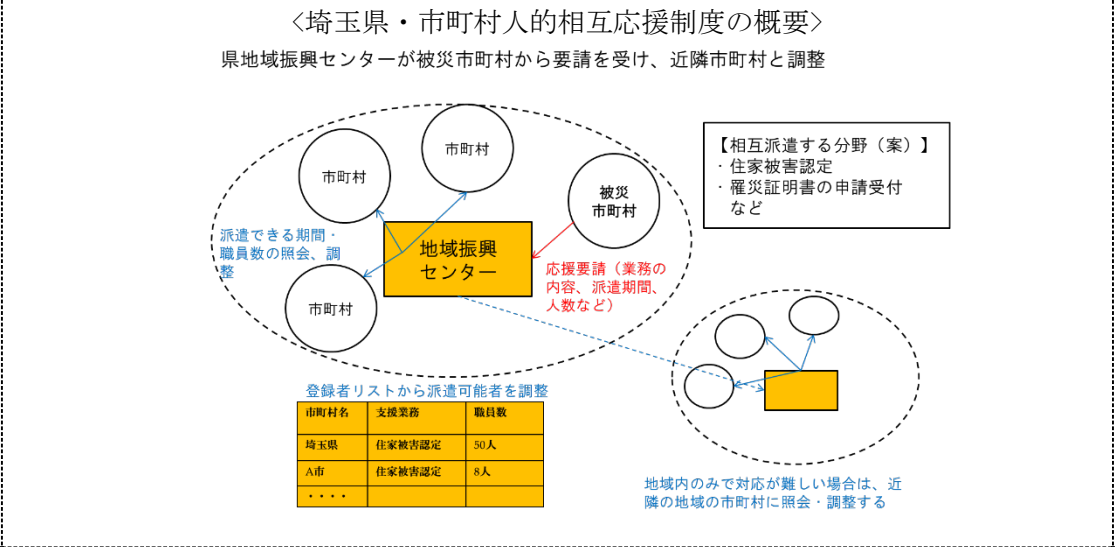 <埼玉県・市町村人的相互応援制度の概要>
県地域振興センターが被災市町村から要請を受け、近隣市町村と調整
市町村
市町村
被災
市町村
【相互派遣する分野（案）】
・住家被害認定
・罹災証明書の申請受付
など
派遣できる期間・
職員数の照会、調
整
地域振興
センター
応援要請（業務の
内容、派遣期間、
人数など）
市町村
登録者リストから派遣可能者を調整
市町村名 支援業務 職員数
埼玉県 住家被害認定 50人
A市 住家被害認定 8人
・・・・
地域内のみで対応が難しい場合は、近
隣の地域の市町村に照会・調整する